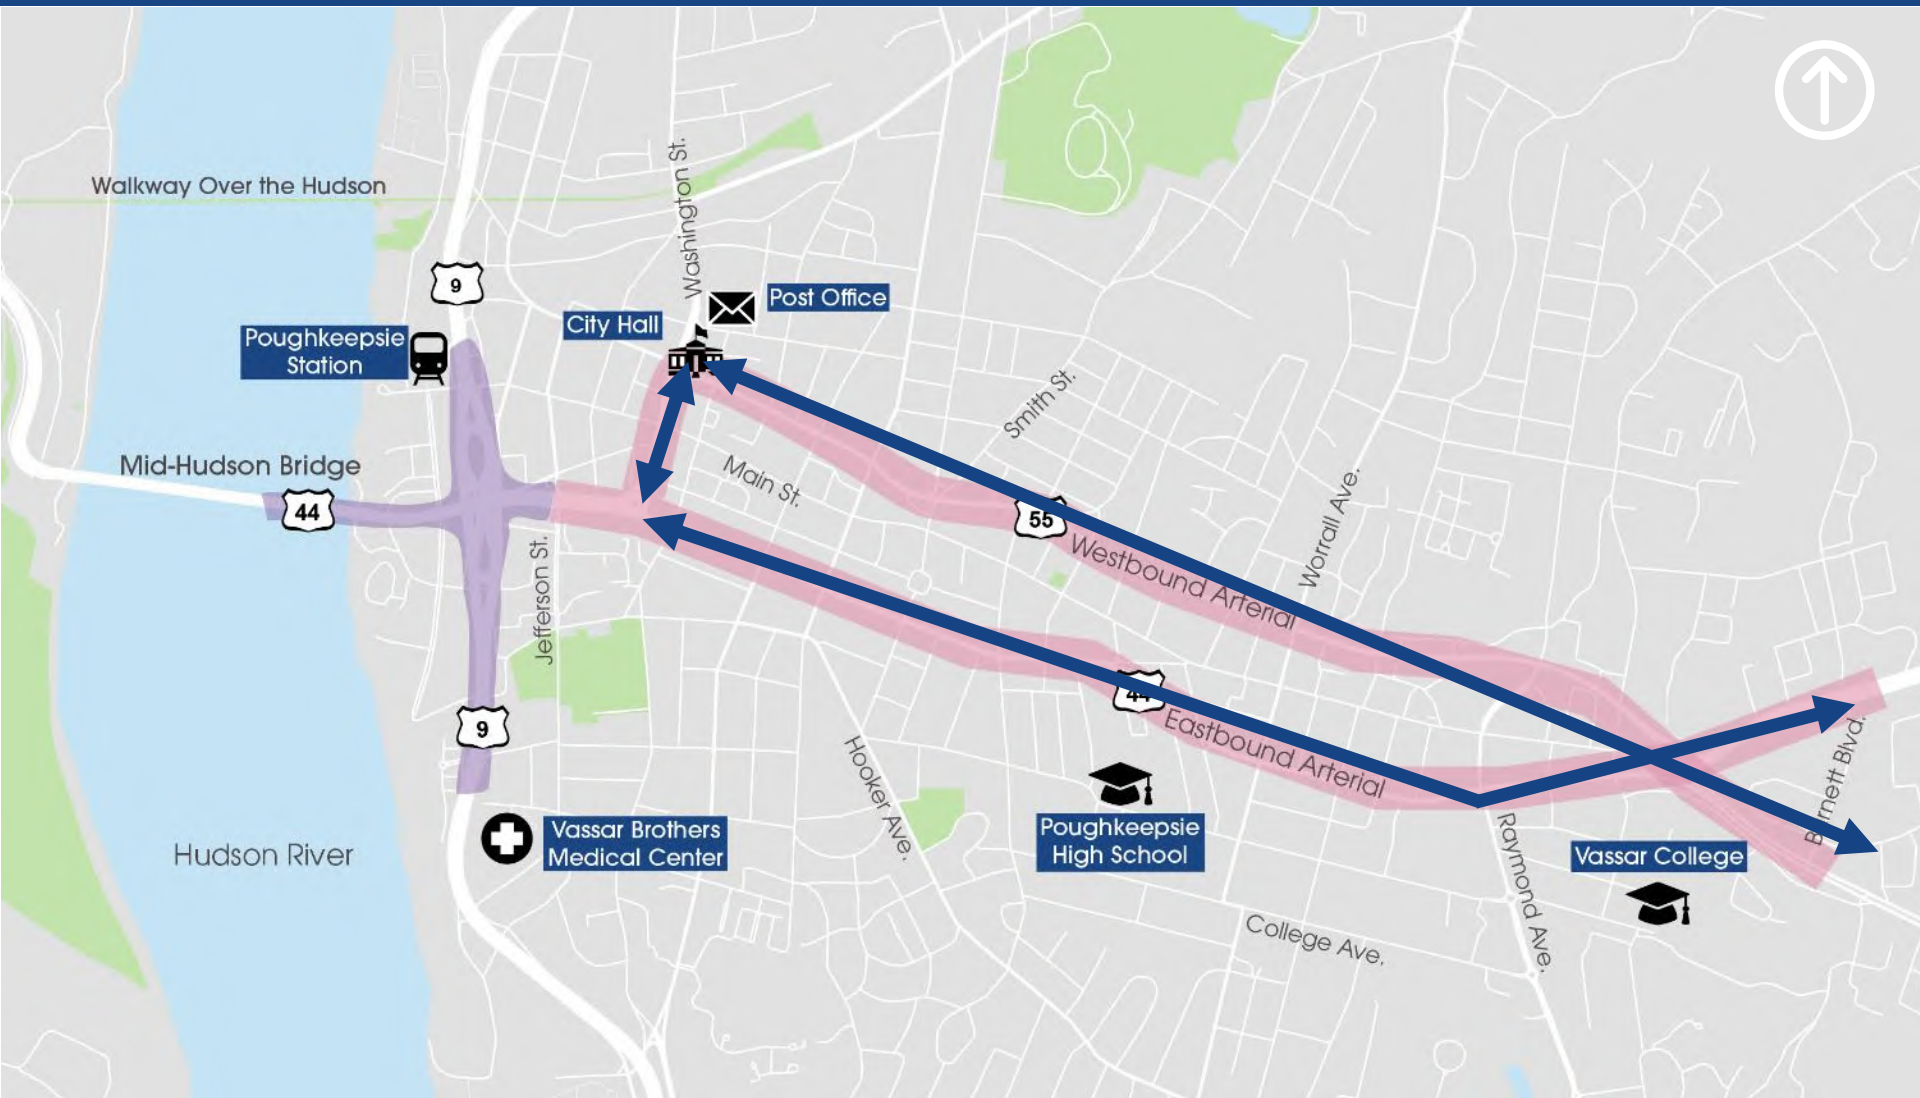 Walkway Over the Hudson
Washington St.
9
Post Office
City Hall
Poughkeepsie
Station
Smith St.
Mid-Hudson Bridge
Main St.
44
55
Worrall Ave.
Westbound Arterial
Jefferson St.
44
Eastbound Arterial
9
Hooker Ave.
Barnett Blvd.
Poughkeepsie
High School
Vassar Brothers
Medical Center
Hudson River
Vassar College
Raymond Ave.
College Ave.